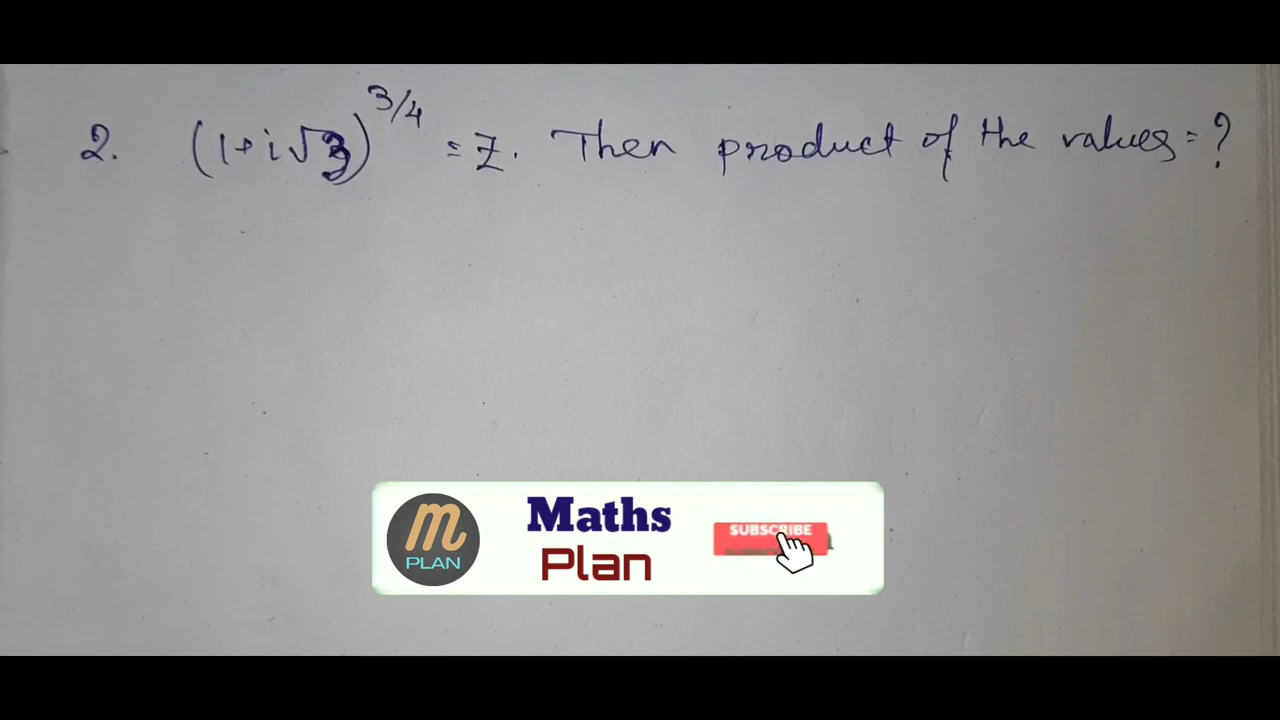 2. (1+i√3)^3/4 = Z. Then product of the values = ?
m
PLAN
Maths
Plan
SUBSCRIBE